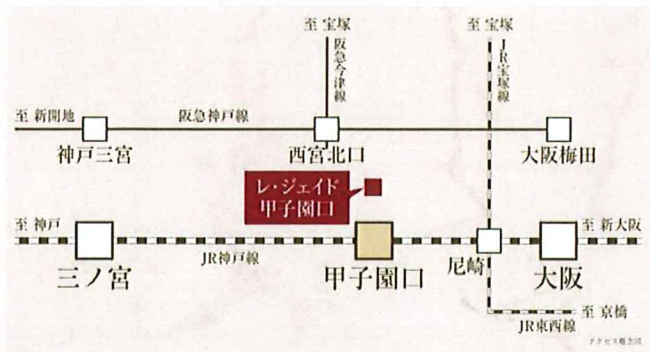 至 宝塚
至 宝塚
阪急今津線
JR宝塚線
至 新開地
阪急神戸線
神戸三宮
西宮北口
大阪梅田
レ・ジェイド
甲子園口
至 神戸
至 新大阪
三ノ宮
JR神戸線
甲子園口
尼崎
大阪
至 京橋
JR東西線
アクセス概念図